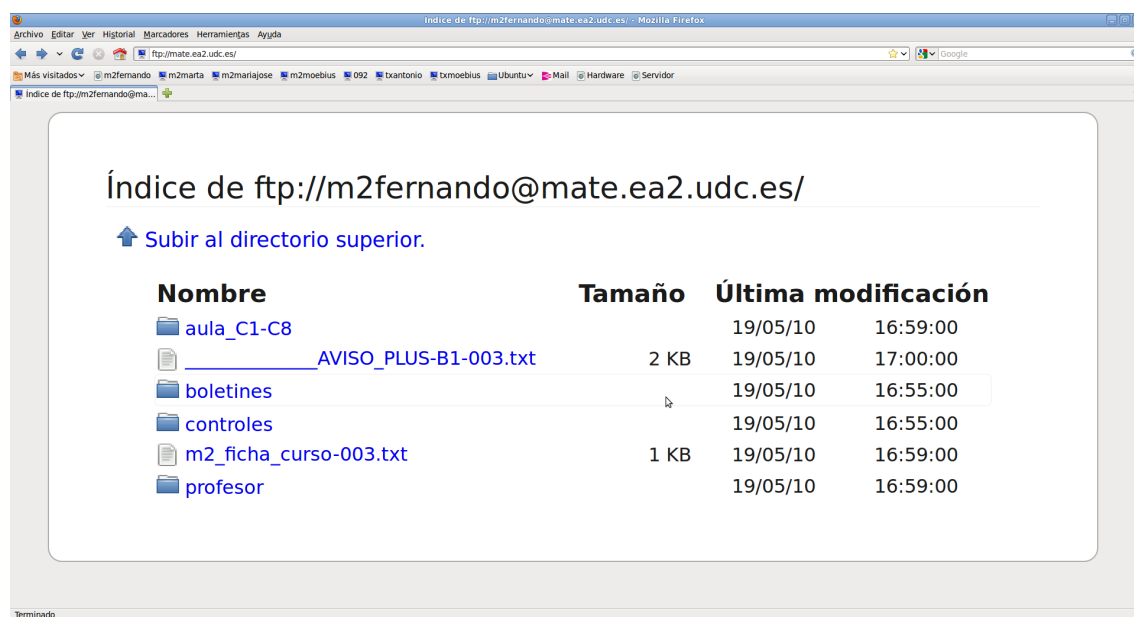 Indice de ftp://m2fernando@mate.ea2.udc.es/ - Mozilla Firefox
Archivo Editar Ver Historial Marcadores Herramientas Ayuda
ftp://mate.ea2.udc.es/ Google
Más visitados m2fernando m2marta m2mariajose m2moebius 092 txantonio txmoebius Ubuntu Mail Hardware Servidor
Índice de ftp://m2fernando@ma...
Índice de ftp://m2fernando@mate.ea2.udc.es/
Subir al directorio superior.
Nombre Tamaño Última modificación
aula_C1-C8 19/05/10 16:59:00
______________AVISO_PLUS-B1-003.txt 2 KB 19/05/10 17:00:00
boletines 19/05/10 16:55:00
controles 19/05/10 16:55:00
m2_ficha_curso-003.txt 1 KB 19/05/10 16:59:00
profesor 19/05/10 16:59:00
Terminado